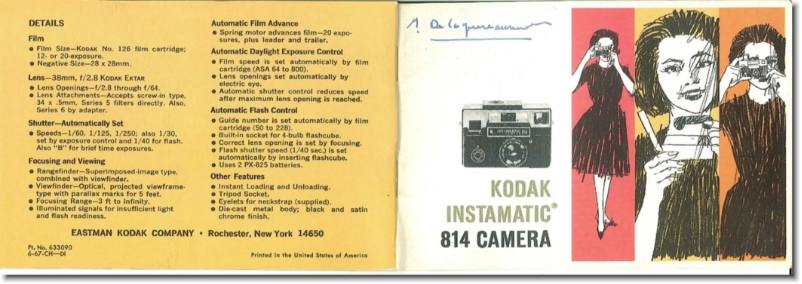 DETAILS
Film
● Film Size—KODAK No. 126 film cartridge;
12- or 20-exposure.
● Negative Size—28 x 28mm.
Lens—38mm, f/2.8 KODAK EKTAR
● Lens Openings—f/2.8 through f/64.
● Lens Attachments—Accepts screw-in type,
34 x .5mm, Series 5 filters directly. Also,
Series 6 by adapter.
Shutter—Automatically Set
● Speeds—1/60, 1/125, 1/250; also 1/30,
set by exposure control and 1/40 for flash.
Also "B" for brief time exposures.
Focusing and Viewing
● Rangefinder—Superimposed-image type,
combined with viewfinder.
● Viewfinder—Optical, projected viewframe-
type with parallax marks for 5 feet.
● Focusing Range—3 ft to infinity.
● Illuminated signals for insufficient light
and flash readiness.
Automatic Film Advance
● Spring motor advances film—20 expo-
sures, plus leader and trailer.
Automatic Daylight Exposure Control
● Film speed is set automatically by film
cartridge (ASA 64 to 800).
● Lens openings set automatically by
electric eye.
● Automatic shutter control reduces speed
after maximum lens opening is reached.
Automatic Flash Control
● Guide number is set automatically by film
cartridge (50 to 228).
● Built-in socket for 4-bulb flashcube.
● Correct lens opening is set by focusing.
● Flash shutter speed (1/40 sec.) is set
automatically by inserting flashcube.
● Uses 2 PX-825 batteries.
Other Features
● Instant Loading and Unloading.
● Tripod Socket.
● Eyelets for neckstrap (supplied).
● Die-cast metal body; black and satin
chrome finish.
EASTMAN KODAK COMPANY • Rochester, New York 14650
Pt. No. 633090
6-67-CH—DI
Printed in the United States of America
INSTAMATIC
KODAK
INSTAMATIC®
814 CAMERA